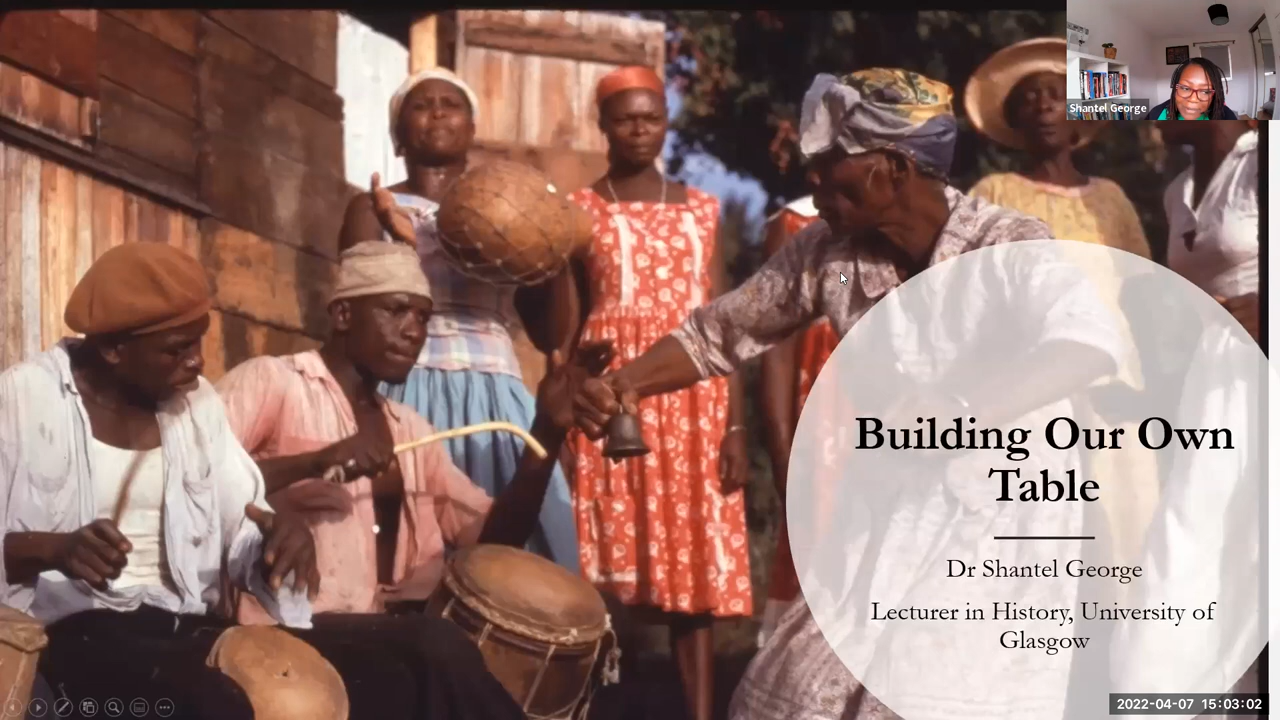 Shantel George
Building Our Own
Table
Dr Shantel George
Lecturer in History, University of
Glasgow
2022-04-07 15:03:02